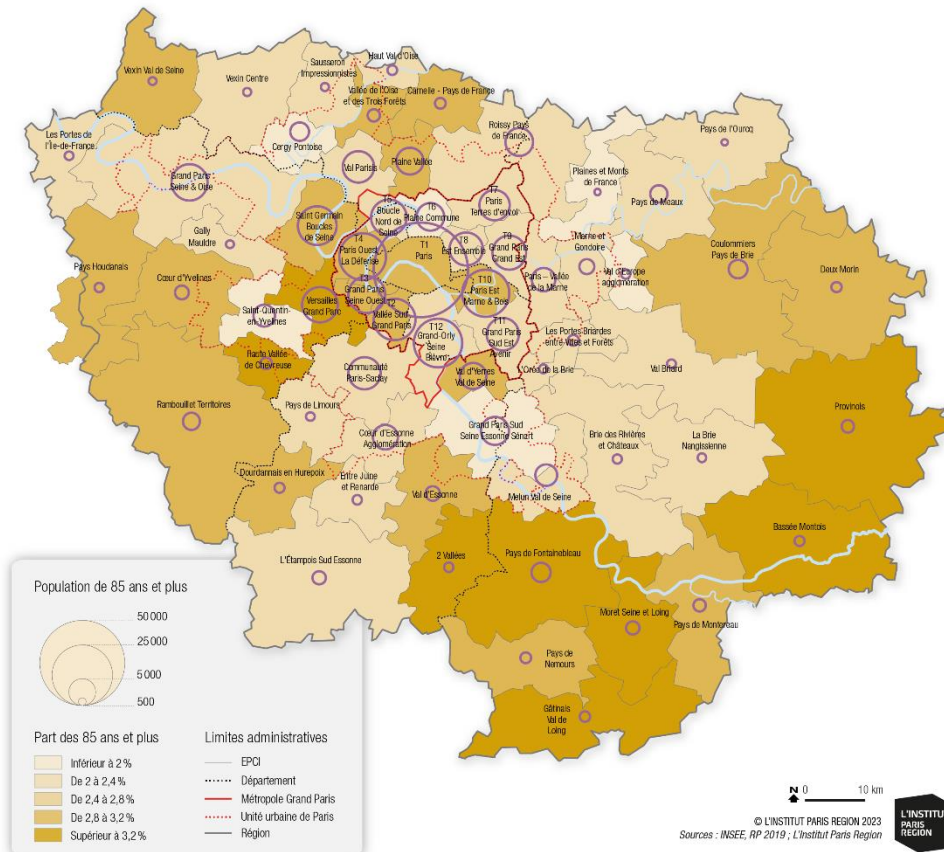 Vexin Val de Seine
Vexin Centre
Sausseron
Impressionnistes
Haut Val d'Oise
Vallée de l'Oise
et des Trois Forêts
Carnelle - Pays de France
Roissy Pays
de France
Pays de l'Ourcq
Les Portes de
l'Île-de-France
Cergy Pontoise
Val Parisis
Plaine Vallée
Plaines et Monts
de France
Pays de Meaux
Grand Paris
Seine & Oise
Saint Germain
Boucles
de Seine
T5
Boucle
Nord de
Seine
T6
Plaine Commune
T7
Paris
Terres d'envol
Gally
Mauldre
T4
Paris Ouest
La Défense
T1
Paris
T8
Est Ensemble
T9
Grand Paris
Grand Est
Marne et
Gondoire
Val d'Europe
agglomération
Paris – Vallée
de la Marne
Coulommiers
Pays de Brie
Deux Morin
Pays Houdanais
Cœur d'Yvelines
Saint-Quentin-
en-Yvelines
Versailles
Grand Parc
T3
Grand Paris
Seine Ouest
T2
Vallée Sud
Grand Paris
T10
Paris Est
Marne & Bois
T12
Grand-Orly
Seine
Bièvre
T11
Grand Paris
Sud Est
Avenir
Les Portes Briardes
entre Villes et Forêts
Haute Vallée
de Chevreuse
Communauté
Paris-Saclay
Val d'Yerres
Val de Seine
Orée de la Brie
Val Briard
Rambouillet Territoires
Pays de Limours
Cœur d'Essonne
Agglomération
Grand Paris Sud
Seine Essonne Sénart
Brie des Rivières
et Châteaux
La Brie
Nangissienne
Provinois
Dourdannais en Hurepoix
Entre Juine
et Renarde
Val d'Essonne
Melun Val de Seine
Bassée Montois
L'Étampois Sud Essonne
2 Vallées
Pays de Fontainebleau
Moret Seine et Loing
Pays de Montereau
Pays de
Nemours
Gâtinais
Val de
Loing
Population de 85 ans et plus
50 000
25 000
5 000
500
Part des 85 ans et plus
Inférieur à 2 %
De 2 à 2,4 %
De 2,4 à 2,8 %
De 2,8 à 3,2 %
Supérieur à 3,2 %
Limites administratives
EPCI
Département
Métropole Grand Paris
Unité urbaine de Paris
Région
N 0 10 km
© L'INSTITUT PARIS REGION 2023
Sources : INSEE, RP 2019 ; L'Institut Paris Region
L'INSTITUT
PARIS
REGION